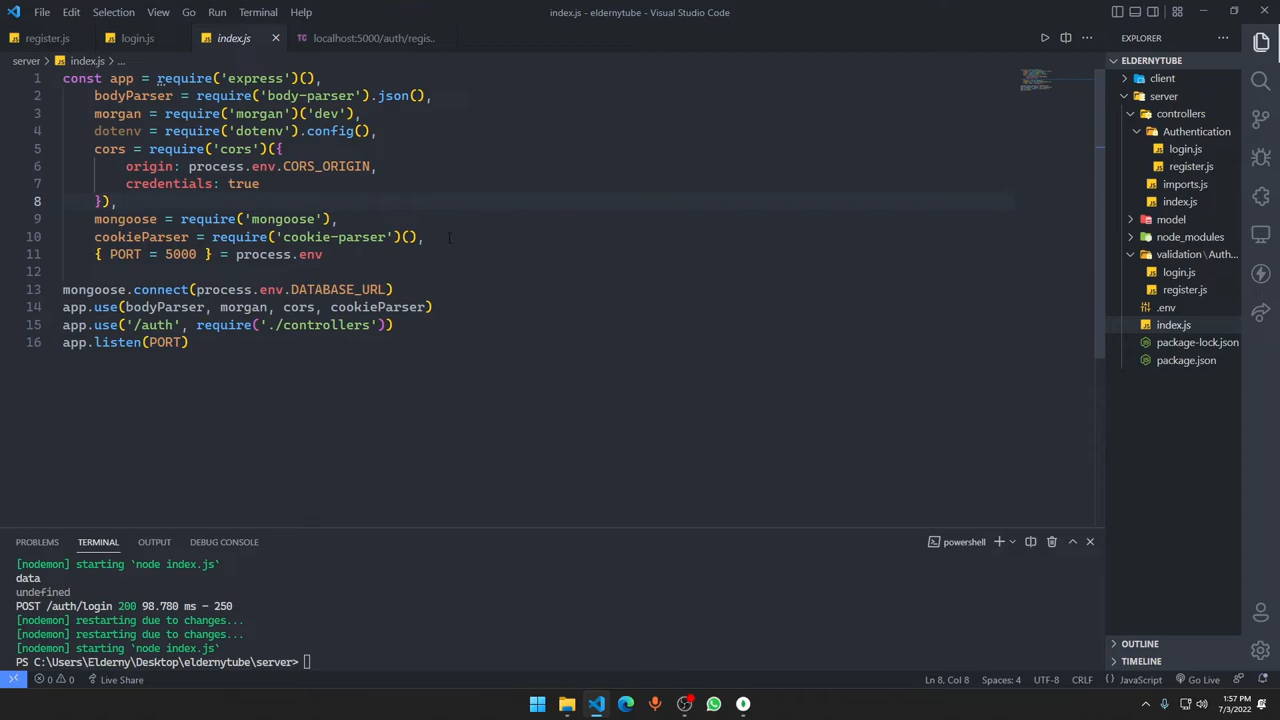 File Edit Selection View Go Run Terminal Help
index.js - eldernytube - Visual Studio Code
register.js login.js index.js localhost:5000/auth/regis..
server > index.js > ...
1 const app = require('express')(),
2 bodyParser = require('body-parser').json(),
3 morgan = require('morgan')('dev'),
4 dotenv = require('dotenv').config(),
5 cors = require('cors')({
6 origin: process.env.CORS_ORIGIN,
7 credentials: true
8 }),
9 mongoose = require('mongoose'),
10 cookieParser = require('cookie-parser')(),
11 { PORT = 5000 } = process.env
12
13 mongoose.connect(process.env.DATABASE_URL)
14 app.use(bodyParser, morgan, cors, cookieParser)
15 app.use('/auth', require('./controllers'))
16 app.listen(PORT)
EXPLORER
ELDERNYTUBE
client
server
controllers
Authentication
login.js
register.js
imports.js
index.js
model
node_modules
validation \ Auth...
login.js
register.js
.env
index.js
package-lock.json
package.json
OUTLINE
TIMELINE
PROBLEMS TERMINAL OUTPUT DEBUG CONSOLE
powershell
[nodemon] starting `node index.js`
data
undefined
POST /auth/login 200 98.780 ms - 250
[nodemon] restarting due to changes...
[nodemon] restarting due to changes...
[nodemon] starting `node index.js`
PS C:\Users\Elderny\Desktop\eldernytube\server>
0 0 Live Share
Ln 8, Col 8 Spaces: 4 UTF-8 CRLF {} JavaScript Go Live
1:57 PM
7/3/2022